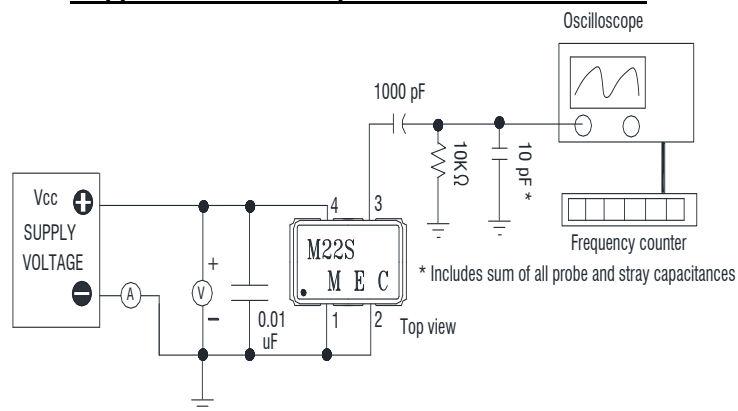 Oscilloscope
1000 pF
10KΩ
10 pF *
Vcc
SUPPLY
VOLTAGE
A
+
V
−
0.01
uF
4
3
M22S
M E C
1
2
Top view
Frequency counter
* Includes sum of all probe and stray capacitances